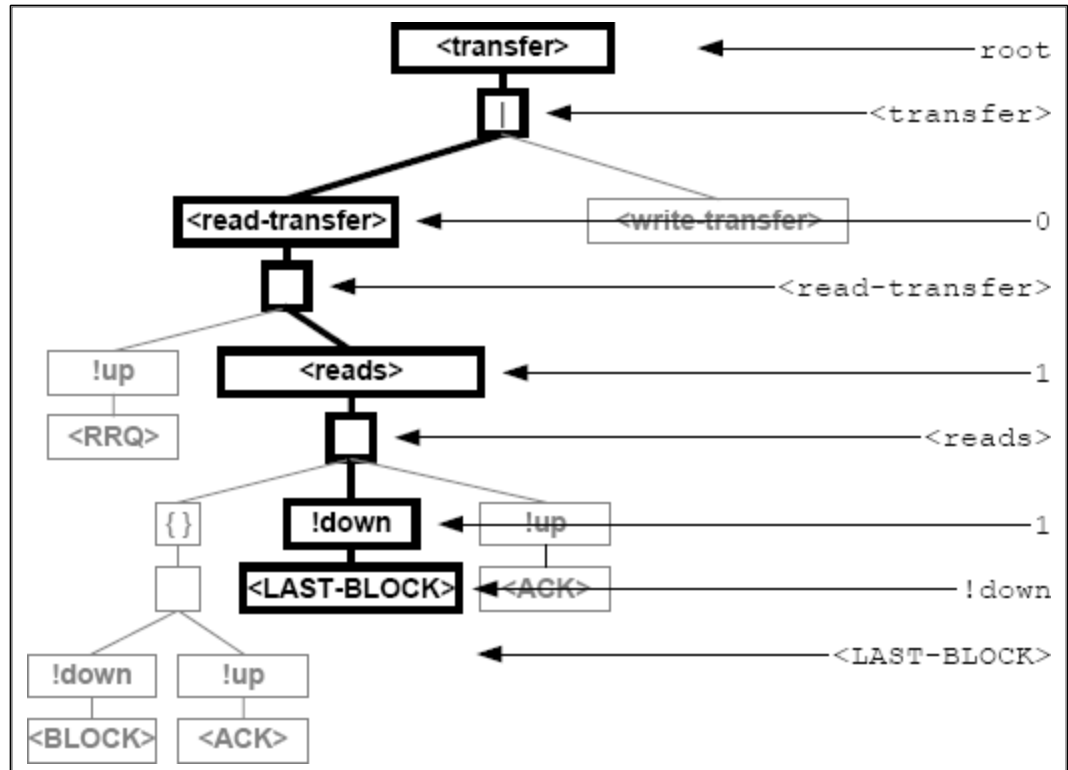 <transfer> root
| <transfer>
<read-transfer> <write-transfer> 0
<read-transfer>
!up <reads> 1
<RRQ> <reads>
{ } !down !up 1
<LAST-BLOCK> <ACK> !down
!down !up <LAST-BLOCK>
<BLOCK> <ACK>